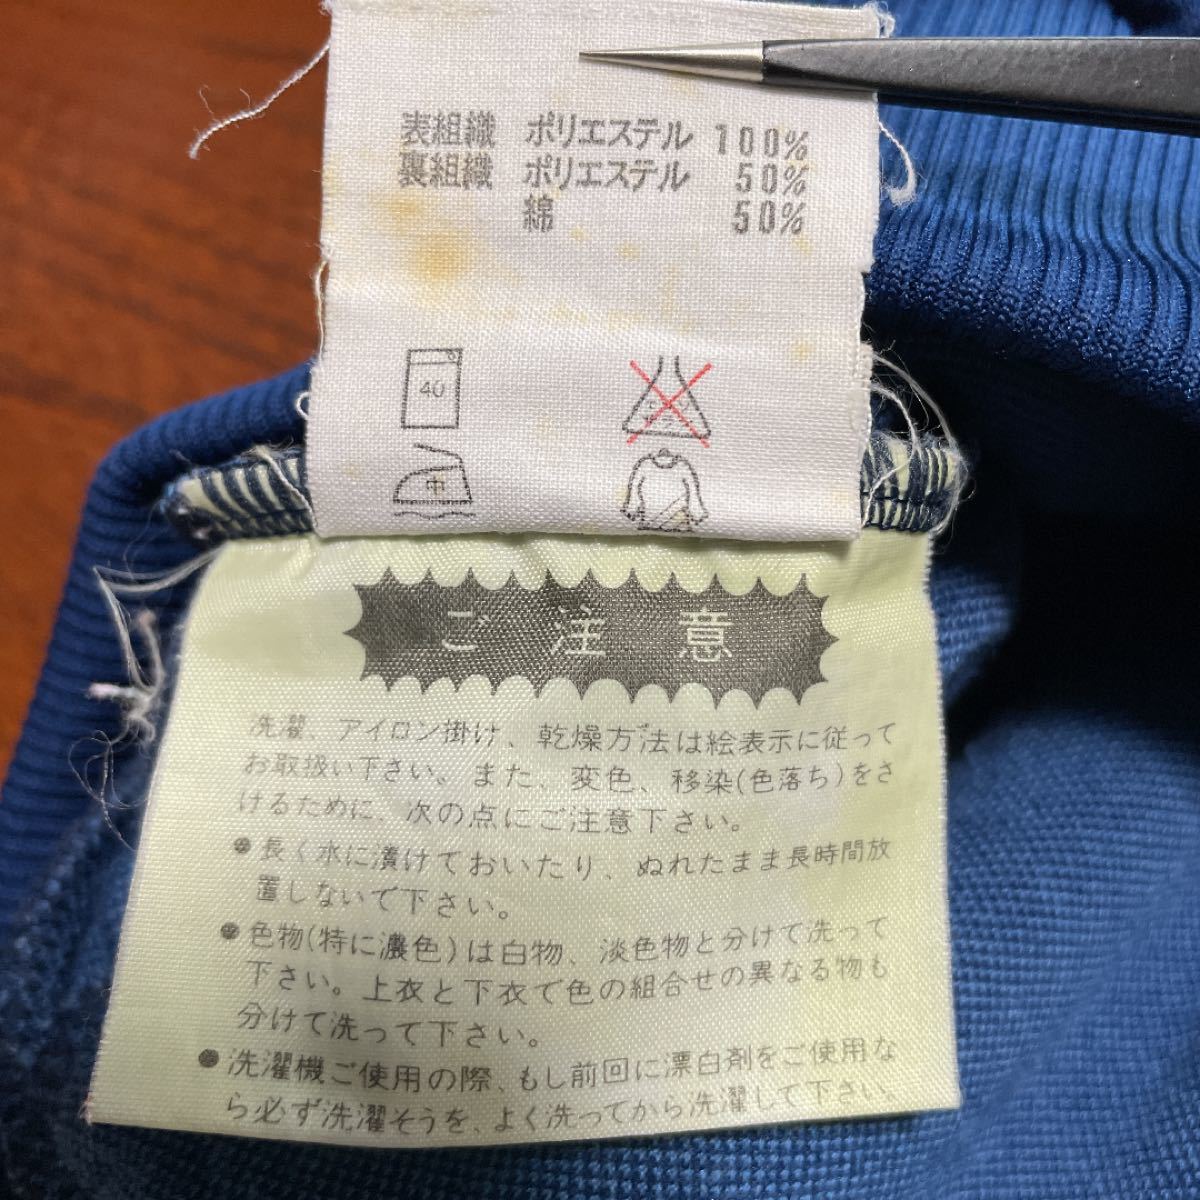 表組織 ポリエステル 100%
裏組織 ポリエステル 50%
綿 50%
40
中
ご注意
洗濯、アイロン掛け、乾燥方法は絵表示に従って
お取扱い下さい。また、変色、移染(色落ち)をさ
けるために、次の点にご注意下さい。
●長く水に漬けておいたり、ぬれたまま長時間放
置しないで下さい。
●色物(特に濃色)は白物、淡色物と分けて洗って
下さい。上衣と下衣で色の組合せの異なる物も
分けて洗って下さい。
●洗濯機ご使用の際、もし前回に漂白剤をご使用な
ら必ず洗濯そうを、よく洗ってから洗濯して下さい。